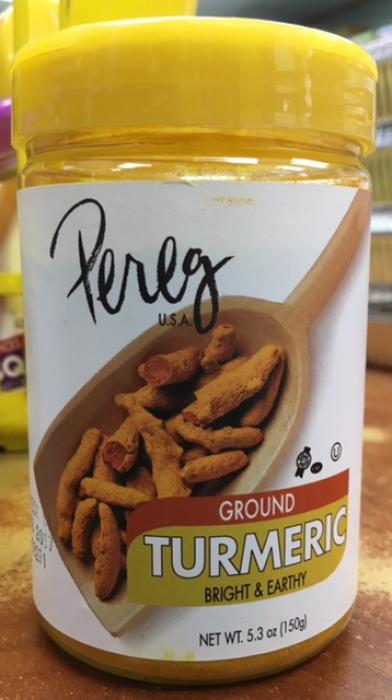 Pereg
U.S.A.
U
GROUND
TURMERIC
BRIGHT & EARTHY
NET WT. 5.3 oz (150g)